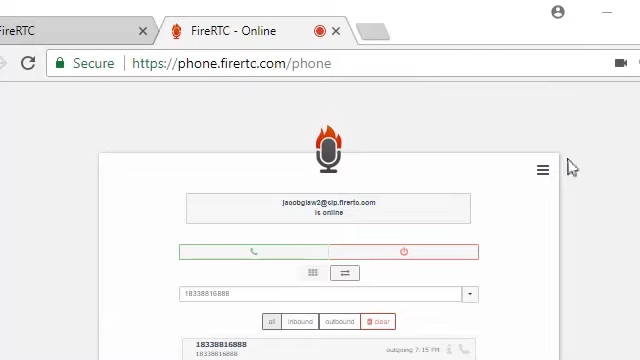 FireRTC
FireRTC - Online
Secure
https://phone.firertc.com/phone
jacobglaw2@sip.firertc.com
is online
18338816888
all
inbound
outbound
clear
18338816888
18338816888
outgoing 7:15 PM